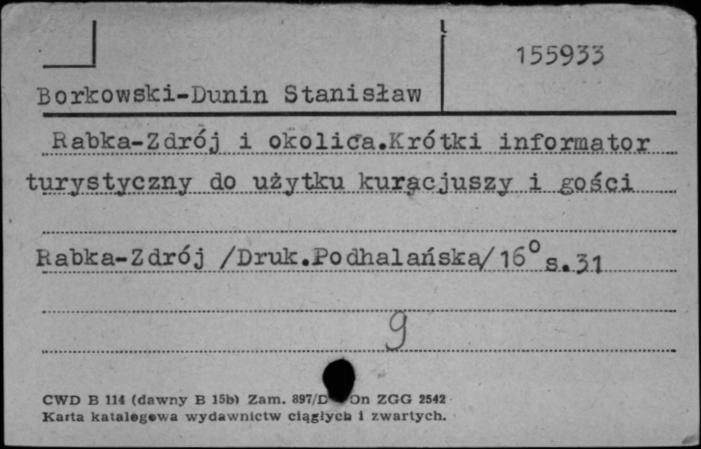 155933
Borkowski-Dunin Stanisław
Rabka-Zdrój i okolica.Krótki informator
turystyczny do użytku kuracjuszy i gości
Rabka-Zdrój /Druk.Podhalańska/ 16° s.31
9
CWD B 114 (dawny B 15b) Zam. 897/D On ZGG 2542
Karta katalogowa wydawnictw ciągłych i zwartych.